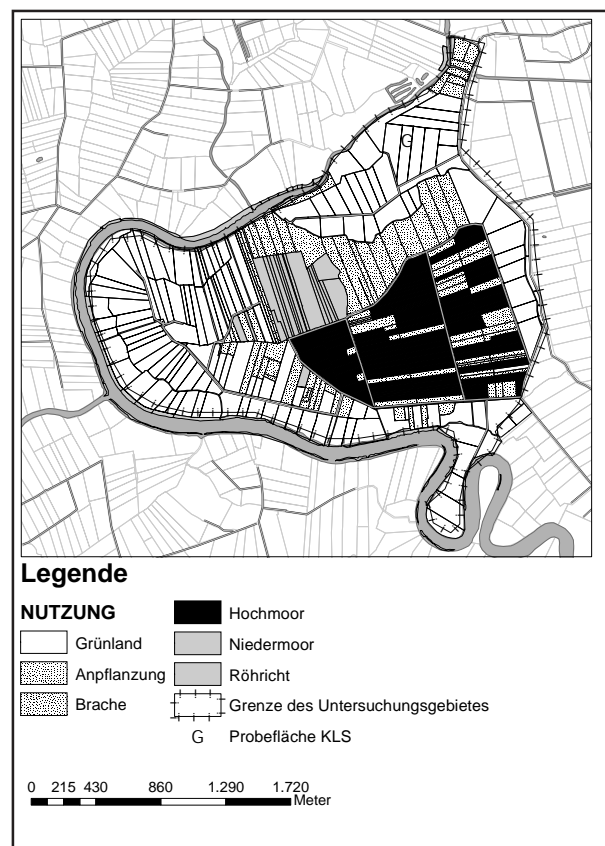 G
Legende
NUTZUNG
Grünland
Anpflanzung
Brache
Hochmoor
Niedermoor
Röhricht
Grenze des Untersuchungsgebietes
G Probefläche KLS
0 215 430 860 1.290 1.720
Meter